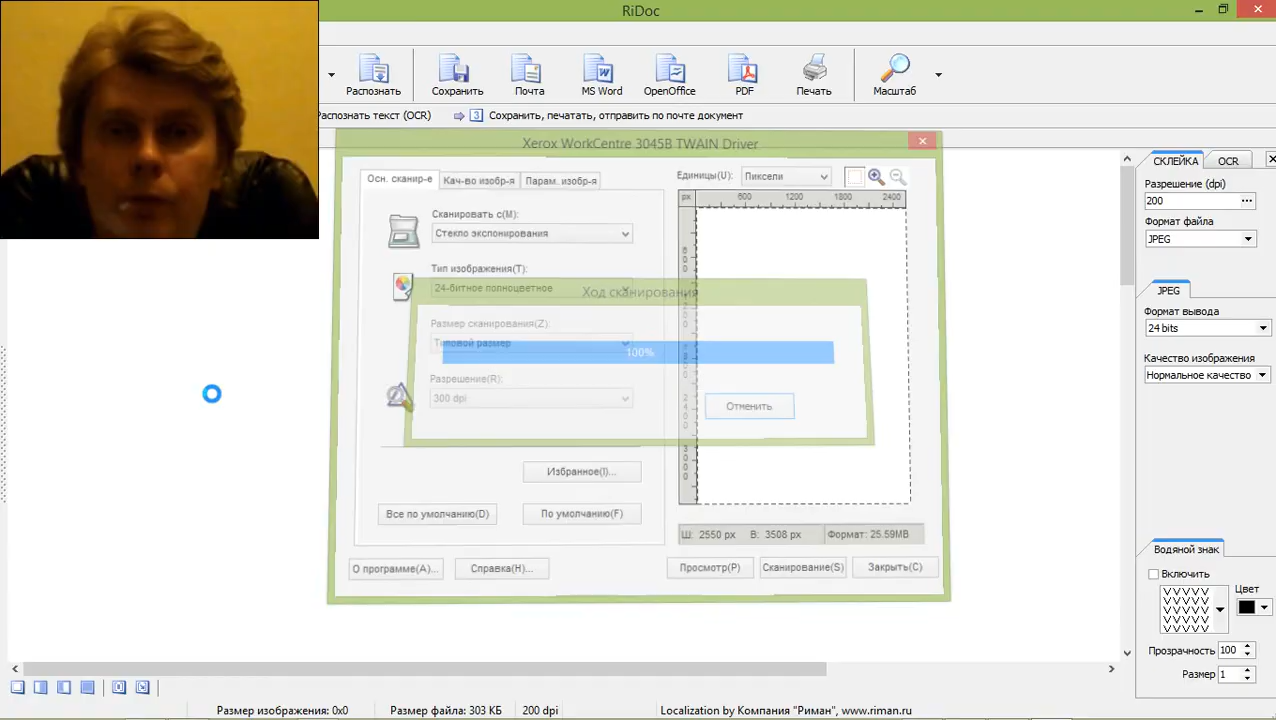 RiDoc
Распознать
Сохранить
Почта
MS Word
OpenOffice
PDF
Печать
Масштаб
Распознать текст (OCR)
3 Сохранить, печатать, отправить по почте документ
Xerox WorkCentre 3045B TWAIN Driver
Осн. сканир-е
Кач-во изобр-я
Парам. изобр-я
Единицы(U):
Пиксели
Сканировать с(M):
Стекло экспонирования
Тип изображения(T):
24-битное полноцветное
Ход сканирования
Размер сканирования(Z):
Типовой размер
100%
Разрешение(R):
300 dpi
Отменить
px
600 1200 1800 2400
Избранное(I)...
Все по умолчанию(D)
По умолчанию(F)
Ш: 2550 px
В: 3508 px
Формат: 25.59MB
О программе(A)...
Справка(H)...
Просмотр(P)
Сканирование(S)
Закрыть(C)
СКЛЕЙКА
OCR
Разрешение (dpi)
200
Формат файла
JPEG
JPEG
Формат вывода
24 bits
Качество изображения
Нормальное качество
Водяной знак
Включить
Цвет
VVVVV
VVVVV
VVVVV
VVVVV
Прозрачность 100
Размер 1
Размер изображения: 0x0
Размер файла: 303 КБ
200 dpi
Localization by Компания "Риман", www.riman.ru